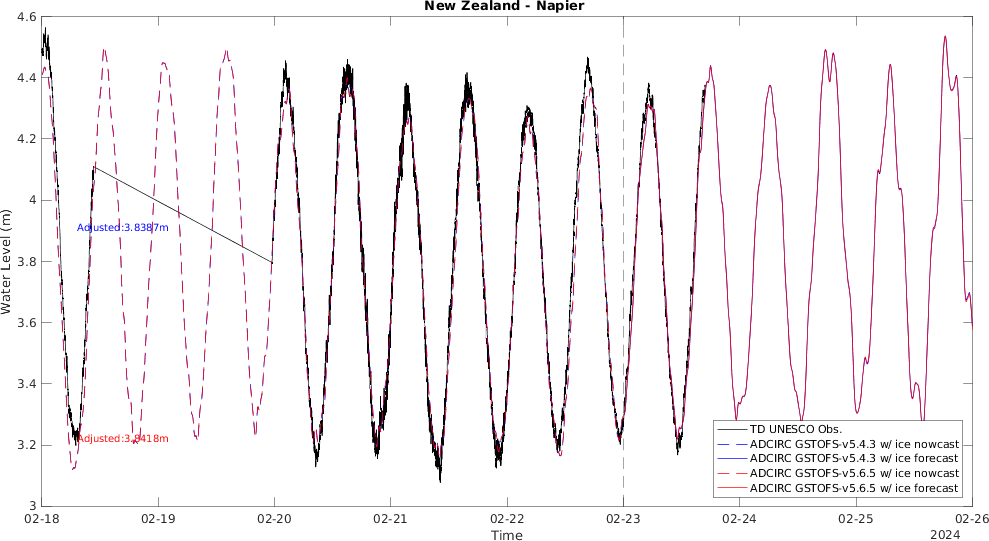 New Zealand - Napier
4.6
4.4
4.2
4
3.8
3.6
3.4
3.2
3
Water Level (m)
Adjusted:3.8387m
Adjusted:3.8418m
TD UNESCO Obs.
ADCIRC GSTOFS-v5.4.3 w/ ice nowcast
ADCIRC GSTOFS-v5.4.3 w/ ice forecast
ADCIRC GSTOFS-v5.6.5 w/ ice nowcast
ADCIRC GSTOFS-v5.6.5 w/ ice forecast
02-18 02-19 02-20 02-21 02-22 02-23 02-24 02-25 02-26
Time
2024